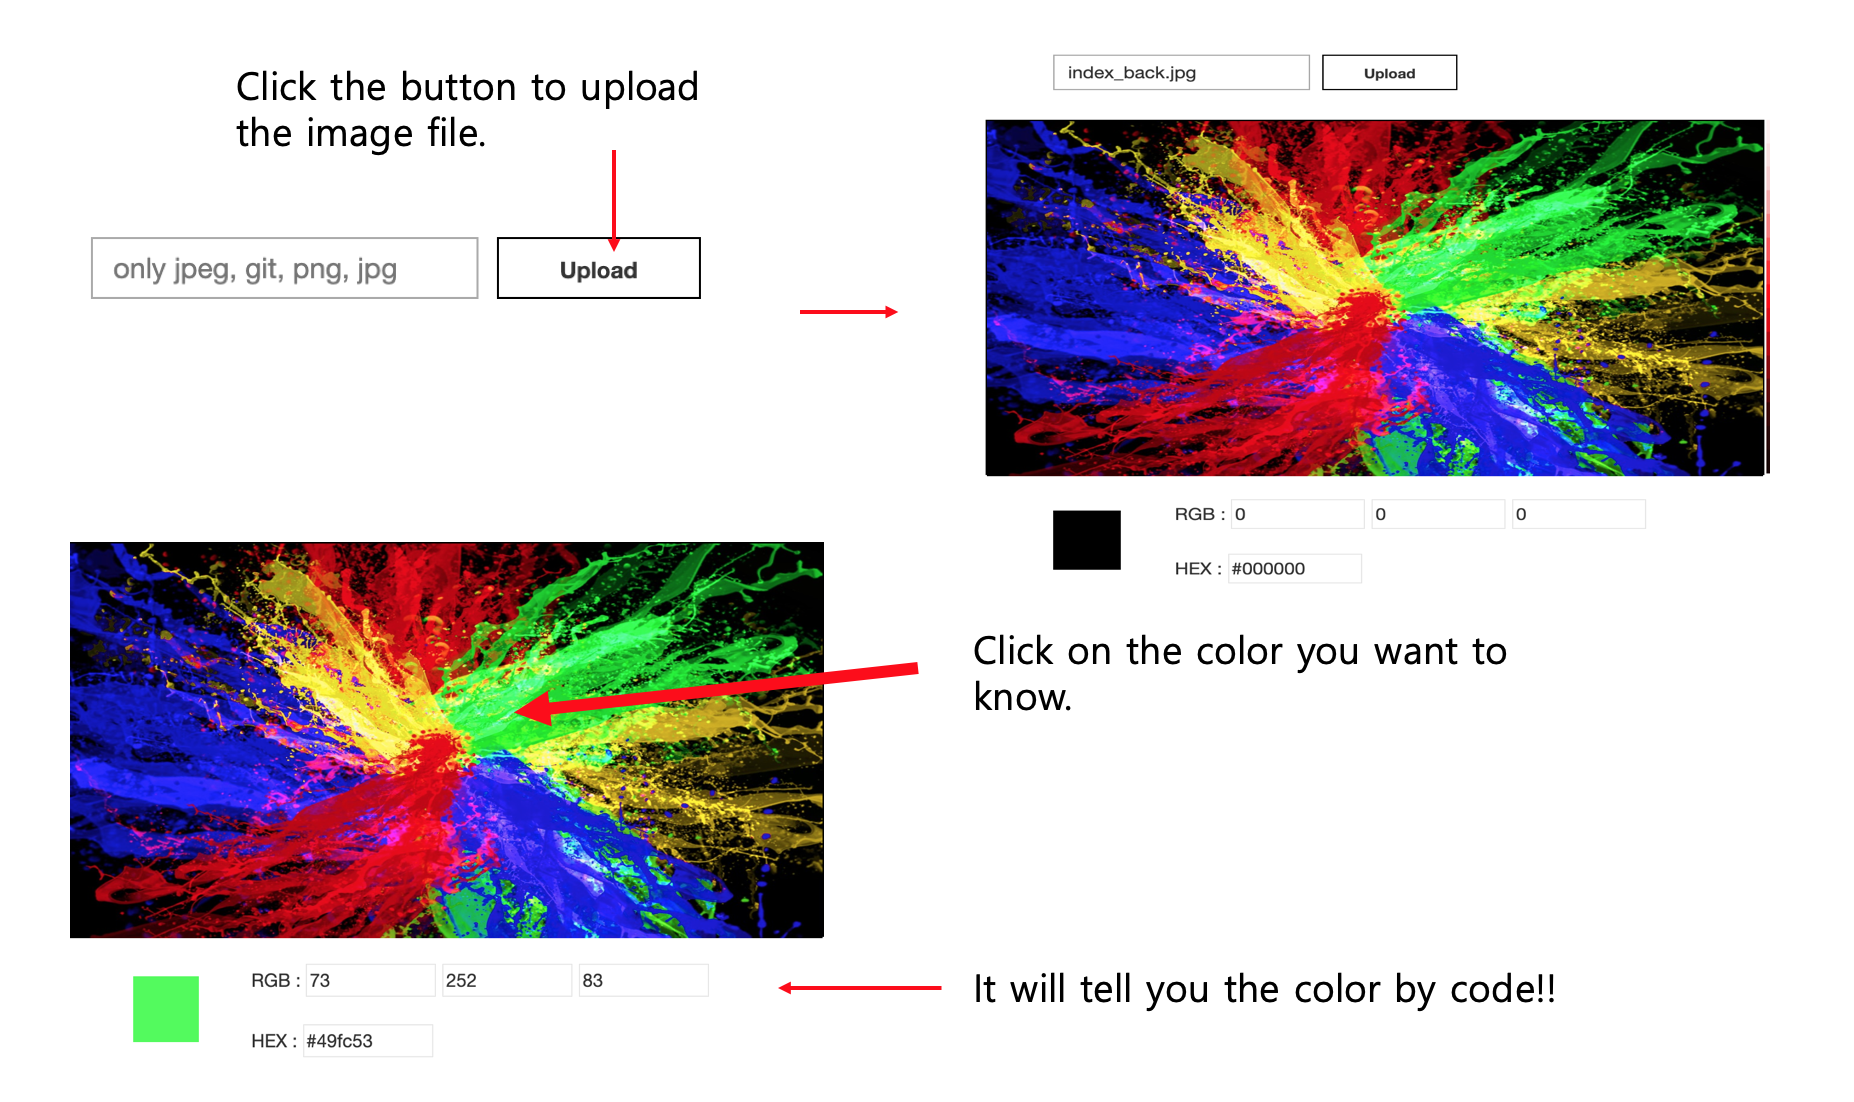 Click the button to upload
the image file.
only jpeg, git, png, jpg
Upload
index_back.jpg
Upload
RGB : 0 0 0
HEX : #000000
Click on the color you want to
know.
RGB : 73 252 83
HEX : #49fc53
It will tell you the color by code!!